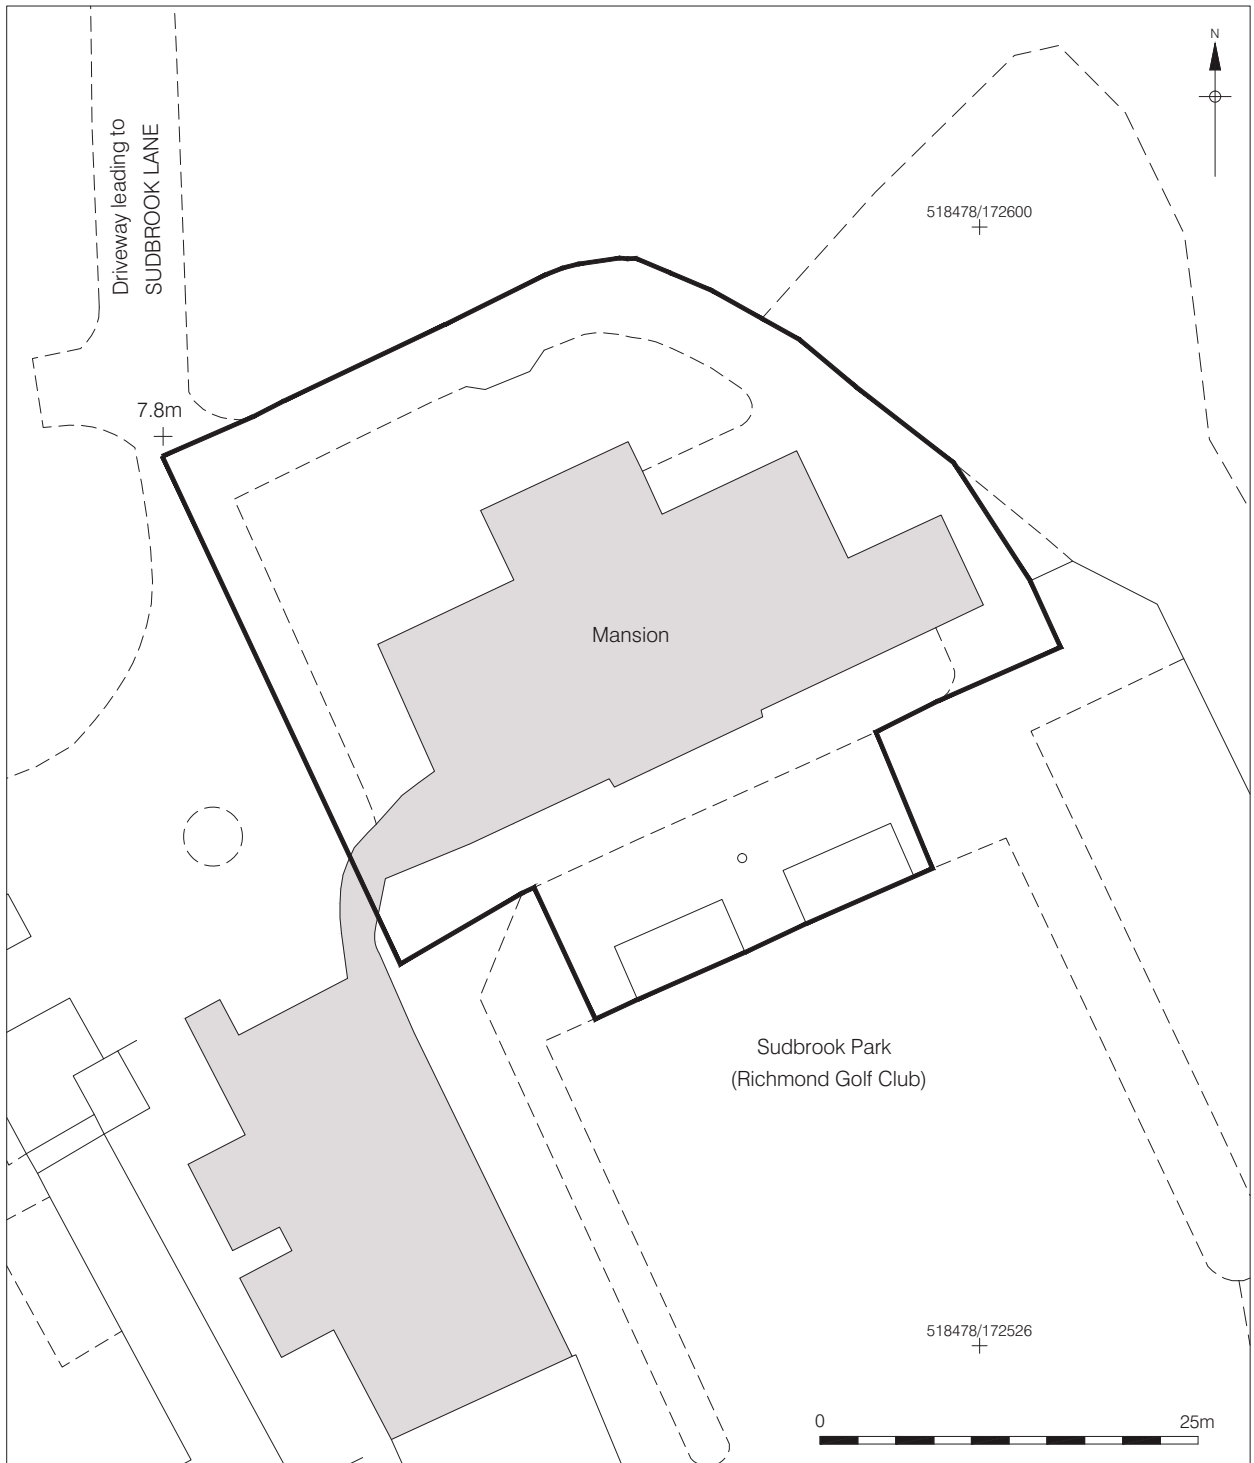 N
Driveway leading to
SUDBROOK LANE
518478/172600
7.8m
Mansion
Sudbrook Park
(Richmond Golf Club)
518478/172526
0
25m